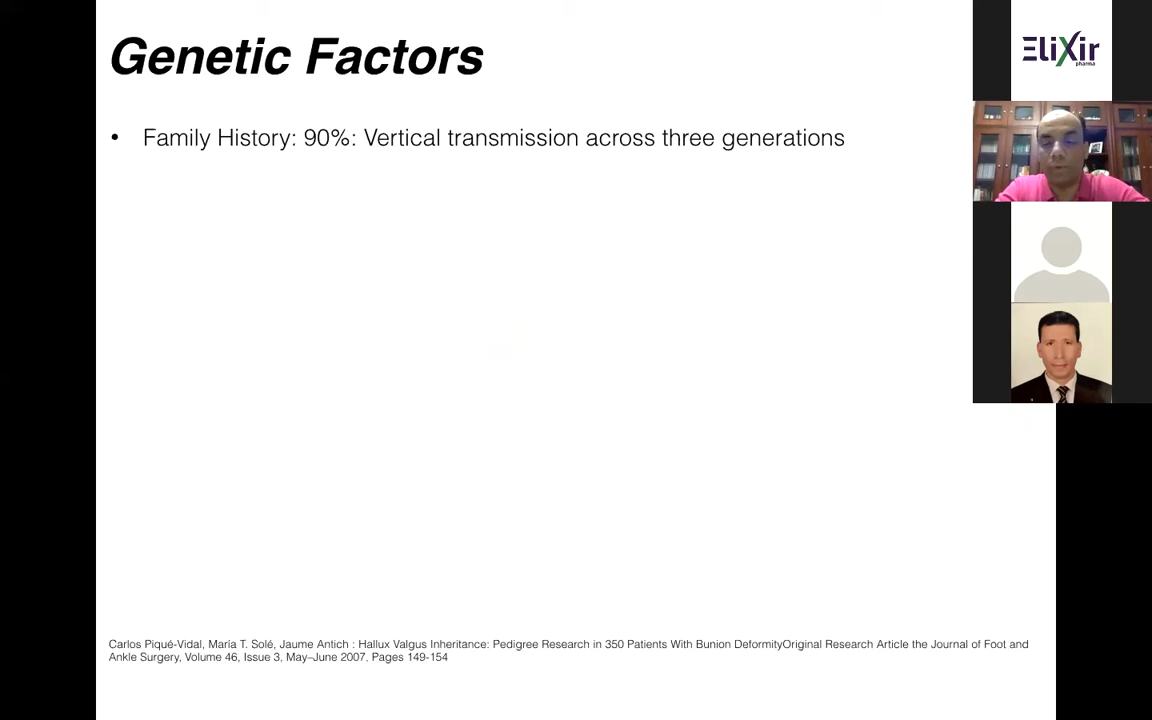 Genetic Factors
• Family History: 90%: Vertical transmission across three generations
Carlos Piqué-Vidal, María T. Solé, Jaume Antich : Hallux Valgus Inheritance: Pedigree Research in 350 Patients With Bunion DeformityOriginal Research Article the Journal of Foot and
Ankle Surgery, Volume 46, Issue 3, May–June 2007. Pages 149-154
EliXir
pharma